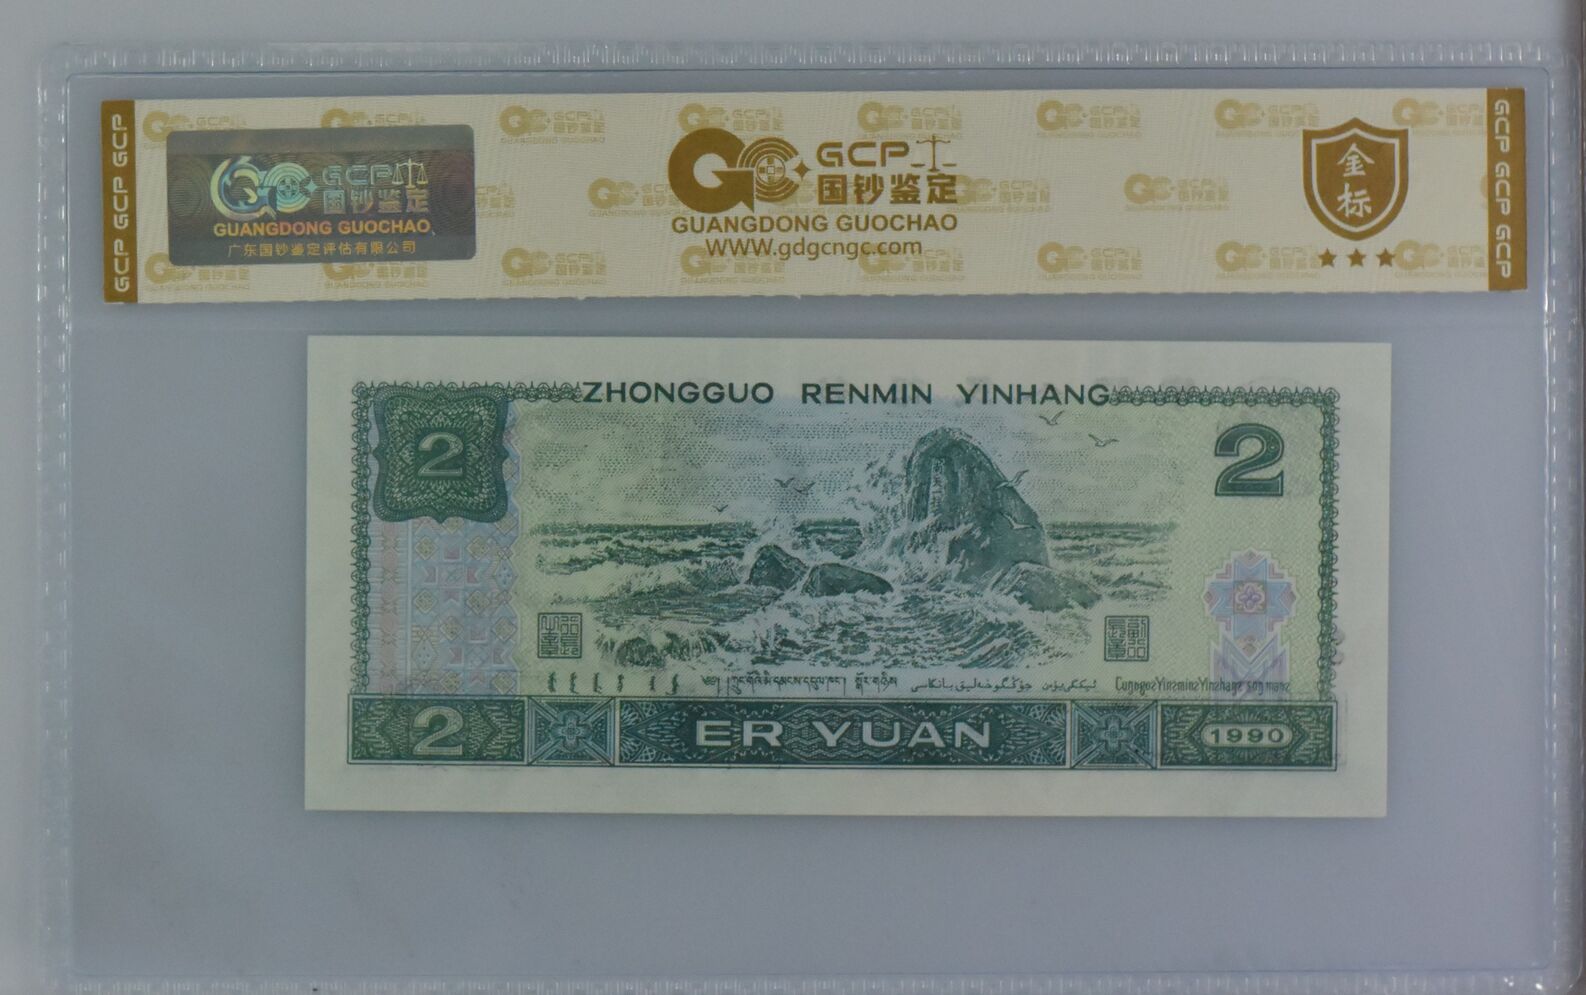 GCP GCP GCP
GCP
国钞鉴定
GUANGDONG GUOCHAO
广东国钞鉴定评估有限公司
GCP
国钞鉴定
GUANGDONG GUOCHAO
WWW.gdgcngc.com
金
标
GCP GCP GCP
ZHONGGUO RENMIN YINHANG
2
2
2
ER YUAN
1990